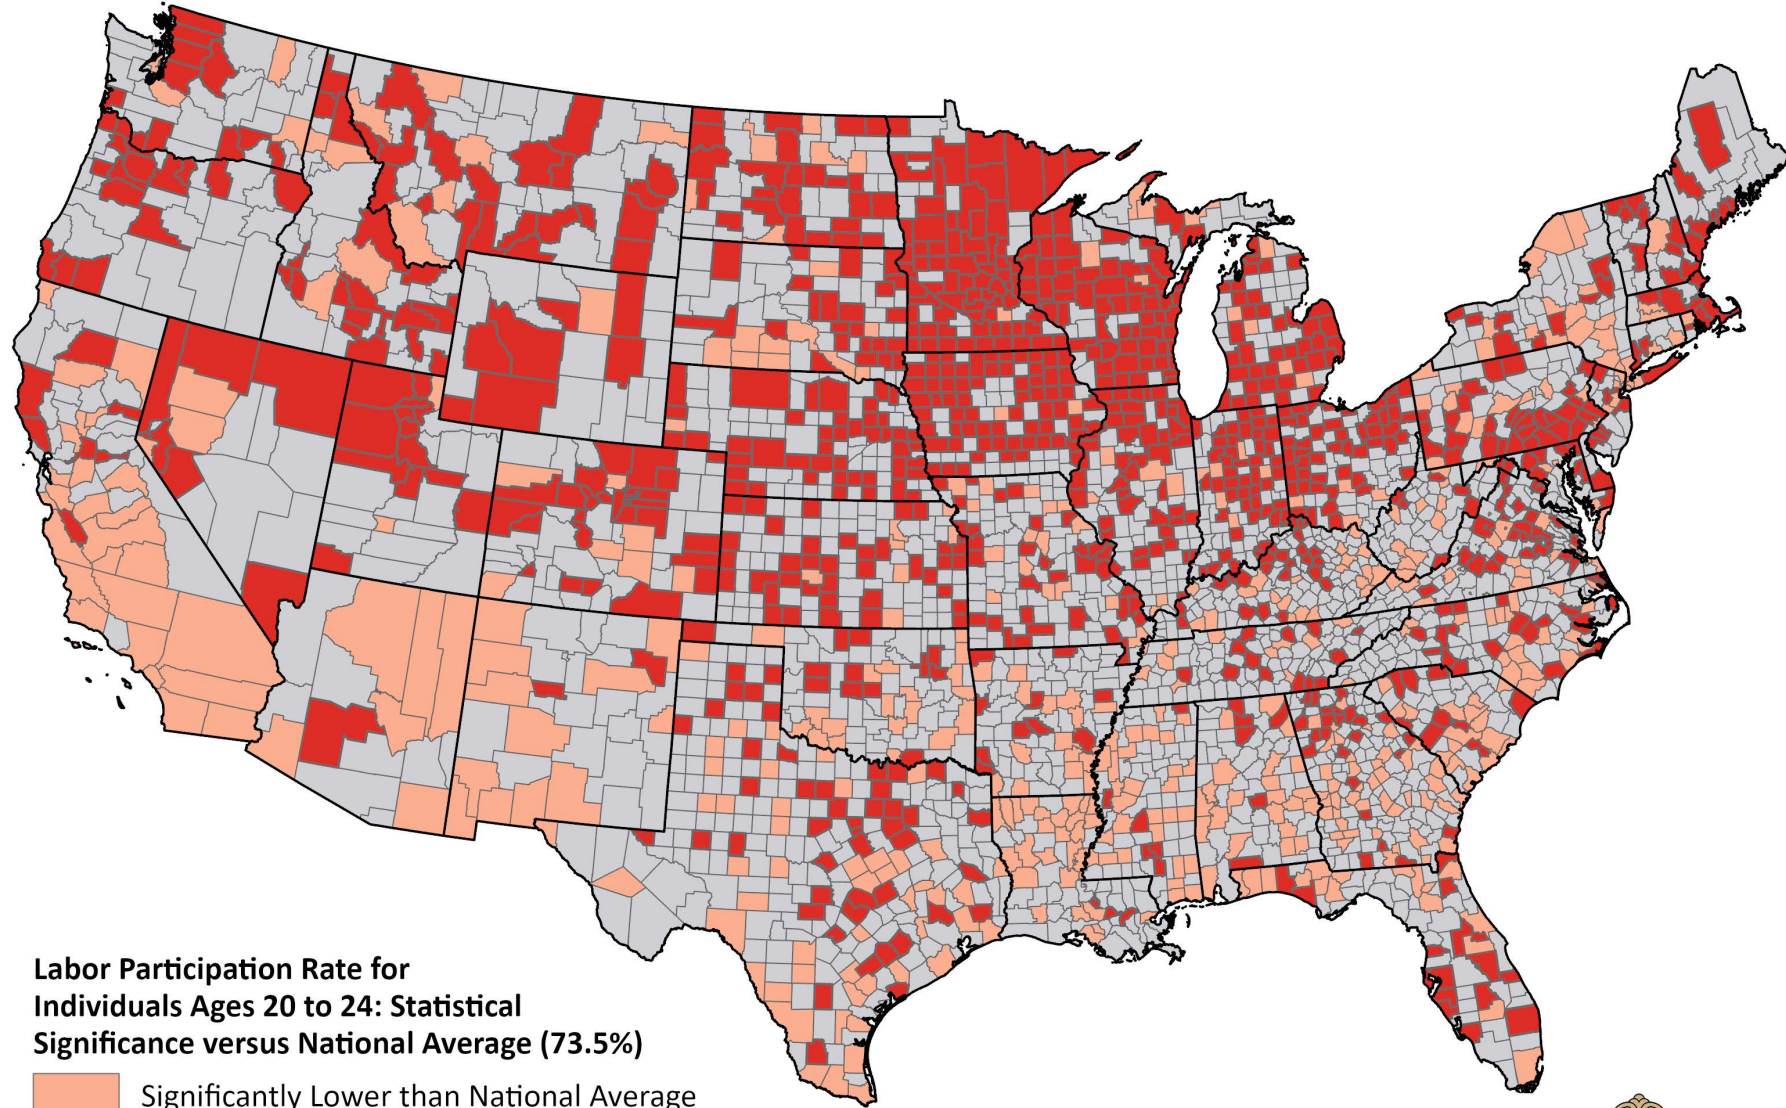 Labor Participation Rate for
Individuals Ages 20 to 24: Statistical
Significance versus National Average (73.5%)
Significantly Lower than National Average